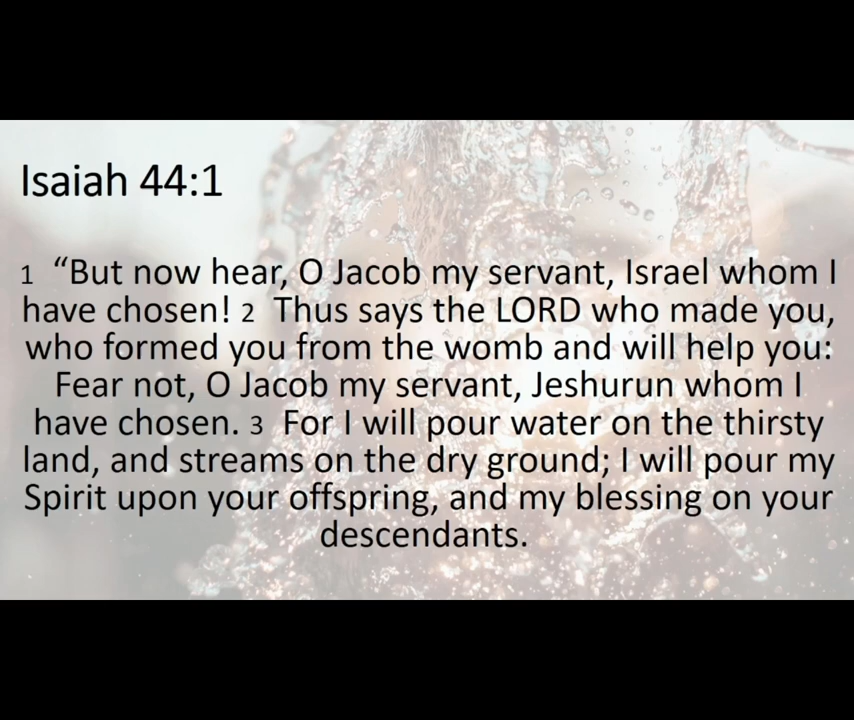 Isaiah 44:1
1 “But now hear, O Jacob my servant, Israel whom I
have chosen! 2 Thus says the LORD who made you,
who formed you from the womb and will help you:
Fear not, O Jacob my servant, Jeshurun whom I
have chosen. 3 For I will pour water on the thirsty
land, and streams on the dry ground; I will pour my
Spirit upon your offspring, and my blessing on your
descendants.